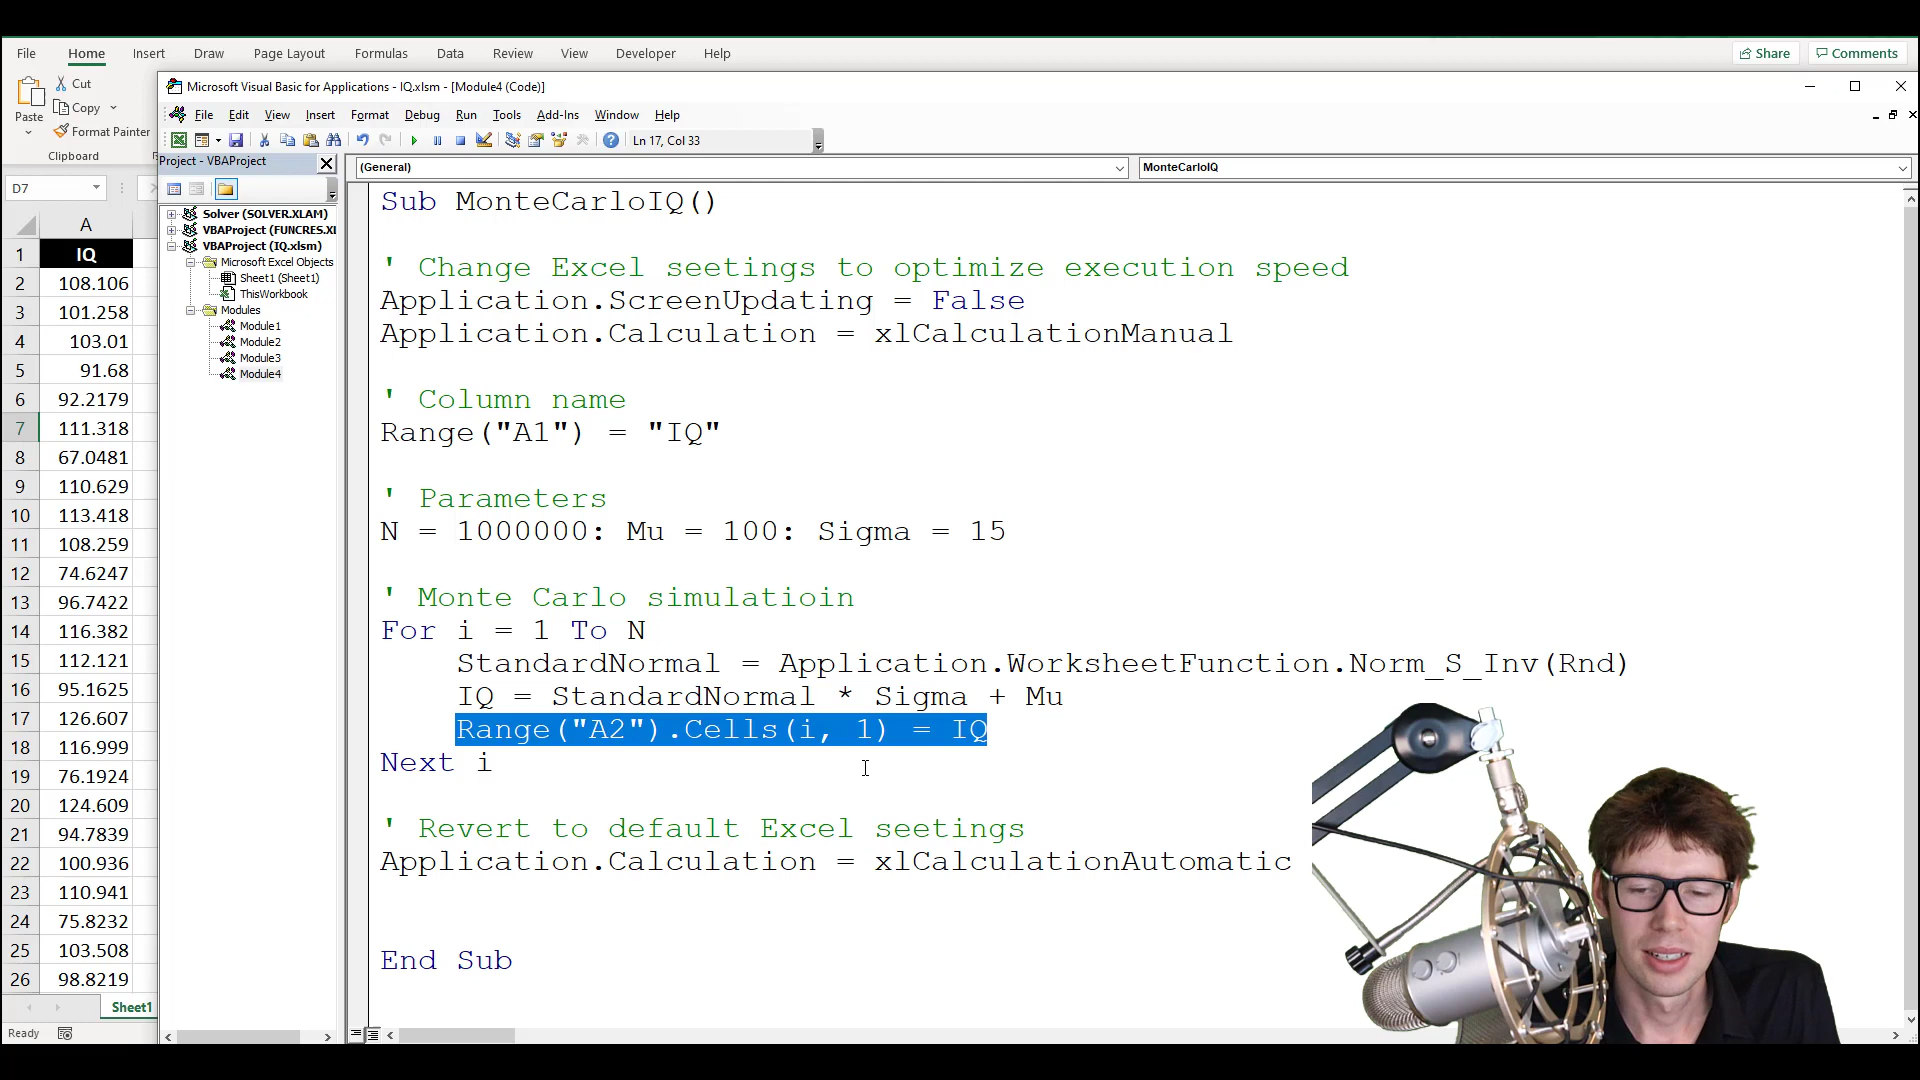 File Home Insert Draw Page Layout Formulas Data Review View Developer Help Share Comments
Cut
Copy
Paste
Format Painter
Clipboard
Microsoft Visual Basic for Applications - IQ.xlsm - [Module4 (Code)]
File Edit View Insert Format Debug Run Tools Add-Ins Window Help
Ln 17, Col 33
Project - VBAProject
(General) MonteCarloIQ
D7
Solver (SOLVER.XLAM)
VBAProject (FUNCRES.XI
VBAProject (IQ.xlsm)
Microsoft Excel Objects
Sheet1 (Sheet1)
ThisWorkbook
Modules
Module1
Module2
Module3
Module4
A
1 IQ
2 108.106
3 101.258
4 103.01
5 91.68
6 92.2179
7 111.318
8 67.0481
9 110.629
10 113.418
11 108.259
12 74.6247
13 96.7422
14 116.382
15 112.121
16 95.1625
17 126.607
18 116.999
19 76.1924
20 124.609
21 94.7839
22 100.936
23 110.941
24 75.8232
25 103.508
26 98.8219
Sheet1
Ready
Sub MonteCarloIQ()
' Change Excel seetings to optimize execution speed
Application.ScreenUpdating = False
Application.Calculation = xlCalculationManual
' Column name
Range("A1") = "IQ"
' Parameters
N = 1000000: Mu = 100: Sigma = 15
' Monte Carlo simulatioin
For i = 1 To N
StandardNormal = Application.WorksheetFunction.Norm_S_Inv(Rnd)
IQ = StandardNormal * Sigma + Mu
Range("A2").Cells(i, 1) = IQ
Next i
' Revert to default Excel seetings
Application.Calculation = xlCalculationAutomatic
End Sub